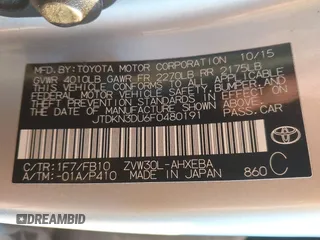 MFD.BY:TOYOTA MOTOR CORPORATION 10/15
GVWR 4010LB GAWR FR 2270LB RR 2175LB
THIS VEHICLE CONFORMS TO ALL APPLICABLE
FEDERAL MOTOR VEHICLE SAFETY, BUMPER, AND
THEFT PREVENTION STANDARDS IN EFFECT ON
THE DATE OF MANUFACTURE SHOWN ABOVE.
JTDKN3DU6F0480191 PASS.CAR
C/TR:1F7/FB10 ZVW30L-AHXEBA
A/TM:-01A/P410 MADE IN JAPAN 860 C
DREAMBID